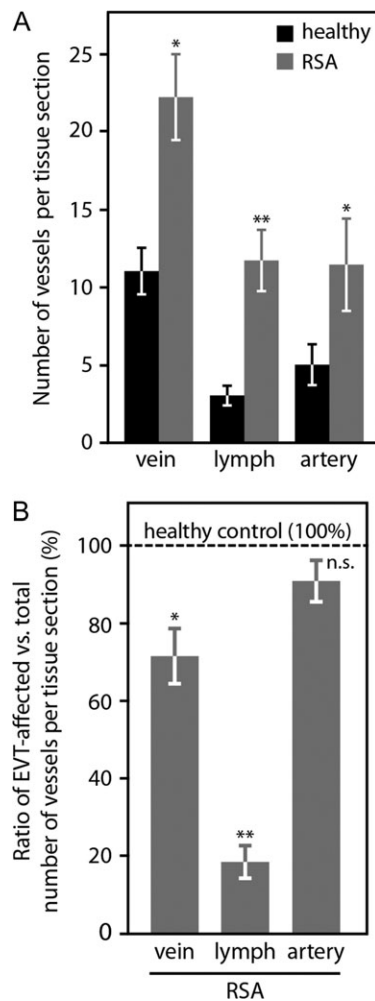 A
healthy
RSA
Number of vessels per tissue section
25
20
15
10
5
0
*
**
*
vein
lymph
artery
B
healthy control (100%)
Ratio of EVT-affected vs. total
number of vessels per tissue section (%)
100
80
60
40
20
0
*
**
n.s.
vein
lymph
artery
RSA